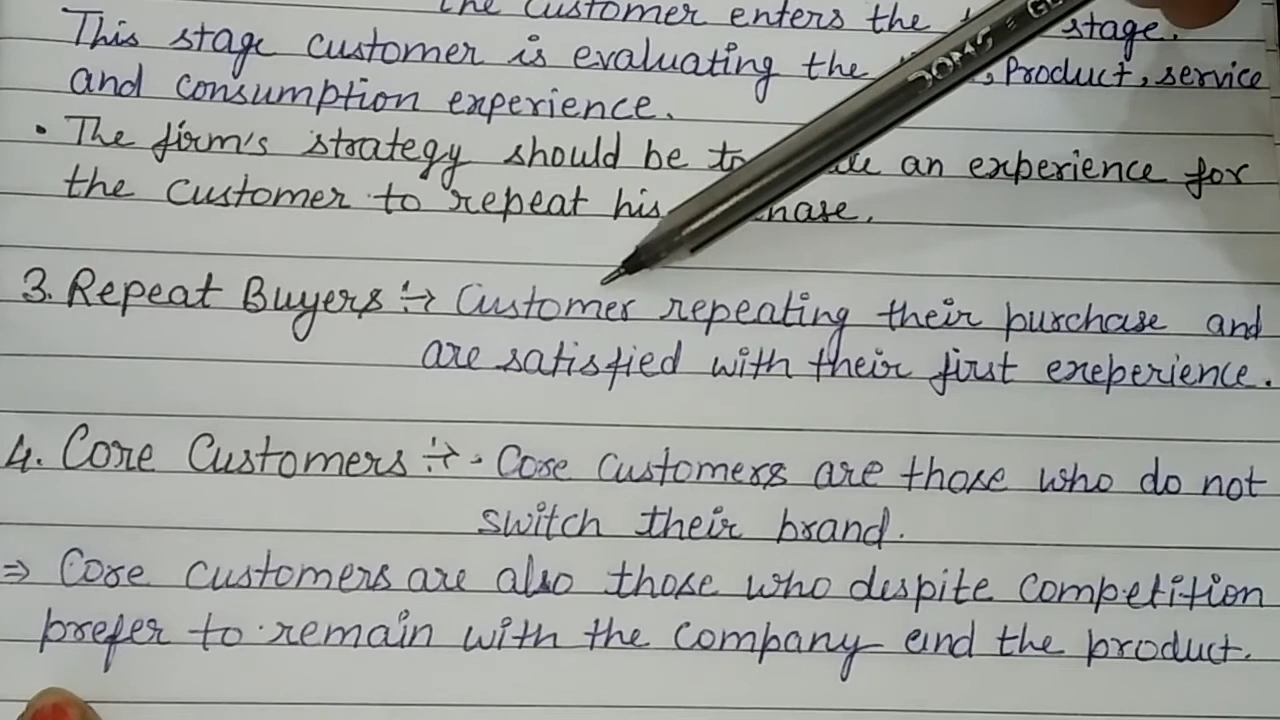 The Customer enters the stage.
This stage customer is evaluating the , Product, service
and consumption experience.
• The firm's strategy should be to an experience for
the customer to repeat his
3. Repeat Buyers :→ Customer repeating their purchase and
are satisfied with their first exeperience.
4. Core Customers :→ • Core customers are those who do not
switch their brand.
⇒ Core customers are also those who despite competition
prefer to remain with the company and the product.
DOMS